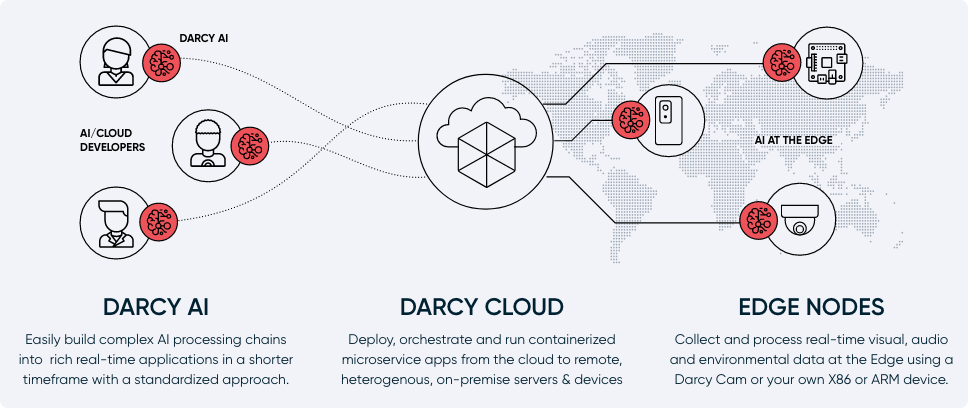 DARCY AI
AI/CLOUD
DEVELOPERS
AI AT THE EDGE
DARCY AI
Easily build complex AI processing chains
into rich real-time applications in a shorter
timeframe with a standardized approach.
DARCY CLOUD
Deploy, orchestrate and run containerized
microservice apps from the cloud to remote,
heterogenous, on-premise servers & devices
EDGE NODES
Collect and process real-time visual, audio
and environmental data at the Edge using a
Darcy Cam or your own X86 or ARM device.